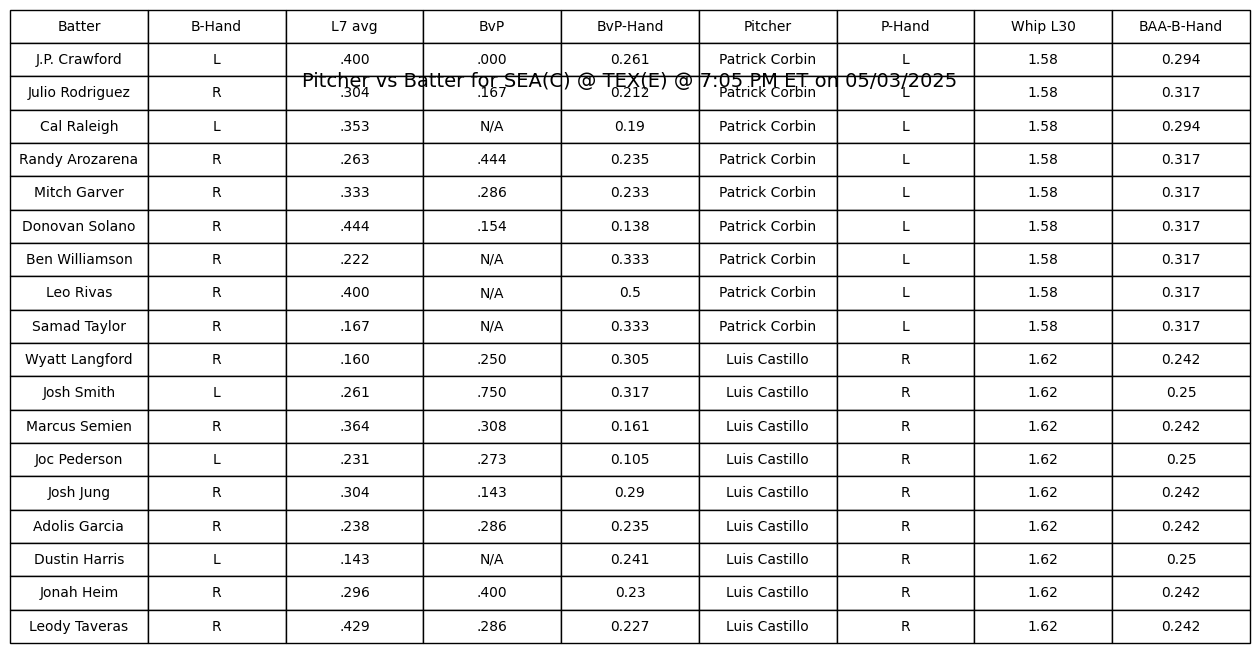 Batter B-Hand L7 avg BvP BvP-Hand Pitcher P-Hand Whip L30 BAA-B-Hand
J.P. Crawford L .400 .000 0.261 Patrick Corbin L 1.58 0.294
Pitcher vs Batter for SEA(C) @ TEX(E) @ 7:05 PM ET on 05/03/2025
Julio Rodriguez R .304 .167 0.212 Patrick Corbin L 1.58 0.317
Cal Raleigh L .353 N/A 0.19 Patrick Corbin L 1.58 0.294
Randy Arozarena R .263 .444 0.235 Patrick Corbin L 1.58 0.317
Mitch Garver R .333 .286 0.233 Patrick Corbin L 1.58 0.317
Donovan Solano R .444 .154 0.138 Patrick Corbin L 1.58 0.317
Ben Williamson R .222 N/A 0.333 Patrick Corbin L 1.58 0.317
Leo Rivas R .400 N/A 0.5 Patrick Corbin L 1.58 0.317
Samad Taylor R .167 N/A 0.333 Patrick Corbin L 1.58 0.317
Wyatt Langford R .160 .250 0.305 Luis Castillo R 1.62 0.242
Josh Smith L .261 .750 0.317 Luis Castillo R 1.62 0.25
Marcus Semien R .364 .308 0.161 Luis Castillo R 1.62 0.242
Joc Pederson L .231 .273 0.105 Luis Castillo R 1.62 0.25
Josh Jung R .304 .143 0.29 Luis Castillo R 1.62 0.242
Adolis Garcia R .238 .286 0.235 Luis Castillo R 1.62 0.242
Dustin Harris L .143 N/A 0.241 Luis Castillo R 1.62 0.25
Jonah Heim R .296 .400 0.23 Luis Castillo R 1.62 0.242
Leody Taveras R .429 .286 0.227 Luis Castillo R 1.62 0.242